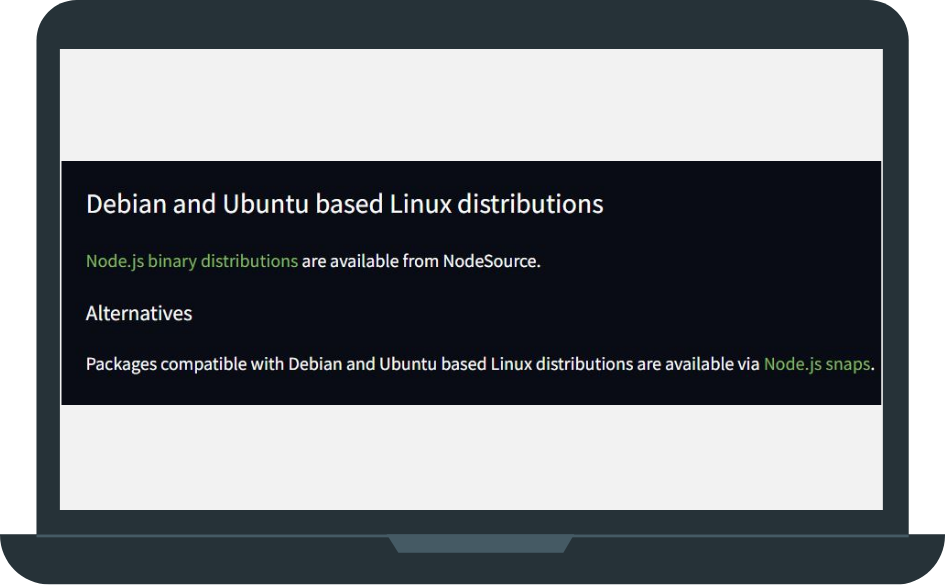 Debian and Ubuntu based Linux distributions
Node.js binary distributions are available from NodeSource.
Alternatives
Packages compatible with Debian and Ubuntu based Linux distributions are available via Node.js snaps.